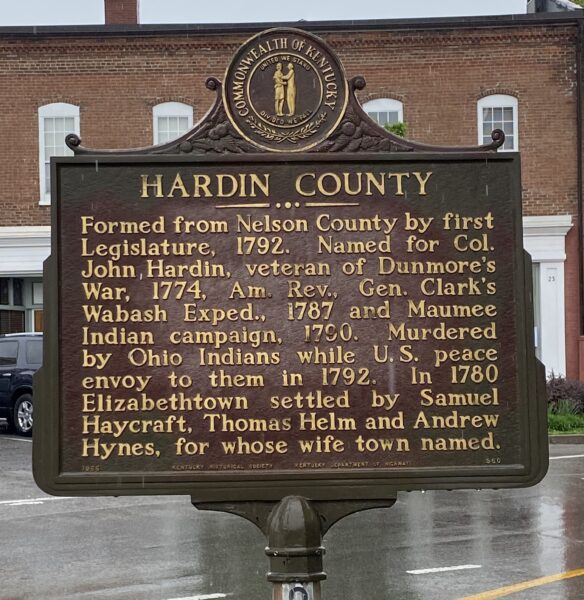 COMMONWEALTH OF KENTUCKY
UNITED WE STAND
DIVIDED WE FALL
HARDIN COUNTY
Formed from Nelson County by first
Legislature, 1792. Named for Col.
John Hardin, veteran of Dunmore's
War, 1774, Am. Rev., Gen. Clark's
Wabash Exped., 1787 and Maumee
Indian campaign, 1790. Murdered
by Ohio Indians while U.S. peace
envoy to them in 1792. In 1780
Elizabethtown settled by Samuel
Haycraft, Thomas Helm and Andrew
Hynes, for whose wife town named.
KENTUCKY HISTORICAL SOCIETY KENTUCKY DEPARTMENT OF HIGHWAYS
23